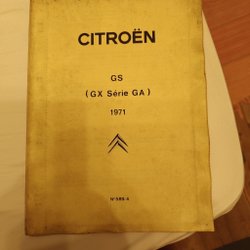 CITROËN
GS
(GX Série GA)
1971